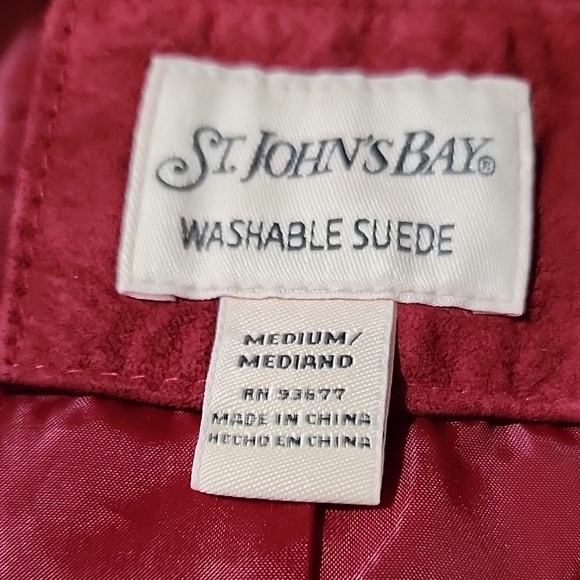 ST. JOHN'S BAY®
WASHABLE SUEDE
MEDIUM/
MEDIANO
RN 93677
MADE IN CHINA
HECHO EN CHINA